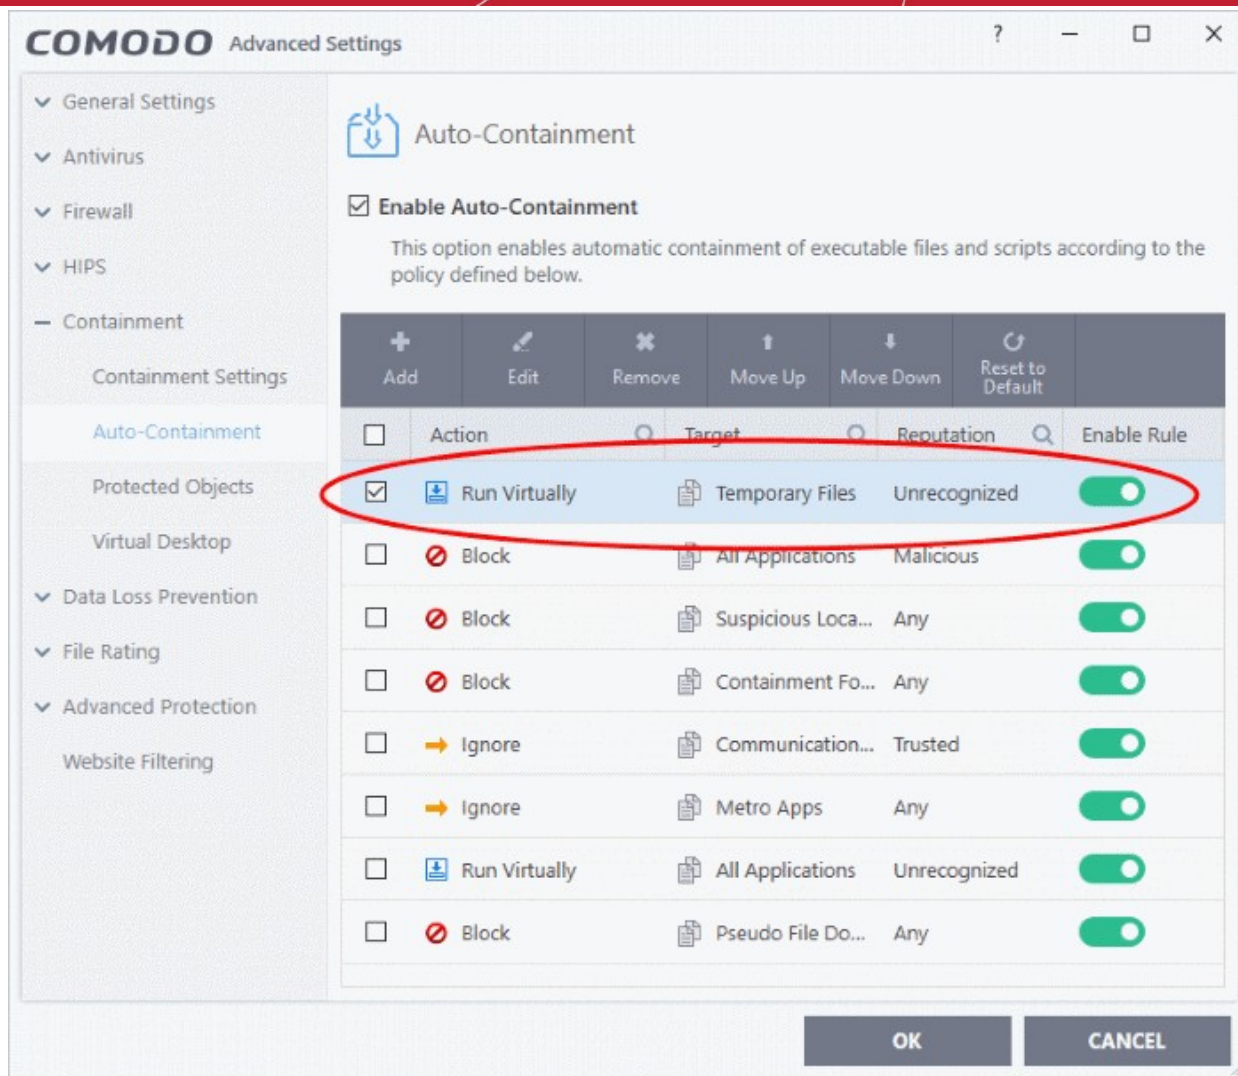 COMODO Advanced Settings ?
General Settings
Antivirus
Firewall
HIPS
Containment
Containment Settings
Auto-Containment
Protected Objects
Virtual Desktop
Data Loss Prevention
File Rating
Advanced Protection
Website Filtering
Auto-Containment
Enable Auto-Containment
This option enables automatic containment of executable files and scripts according to the
policy defined below.
Add Edit Remove Move Up Move Down Reset to
Default
Action Target Reputation Enable Rule
Run Virtually Temporary Files Unrecognized
Block All Applications Malicious
Block Suspicious Loca... Any
Block Containment Fo... Any
Ignore Communication... Trusted
Ignore Metro Apps Any
Run Virtually All Applications Unrecognized
Block Pseudo File Do... Any
OK CANCEL